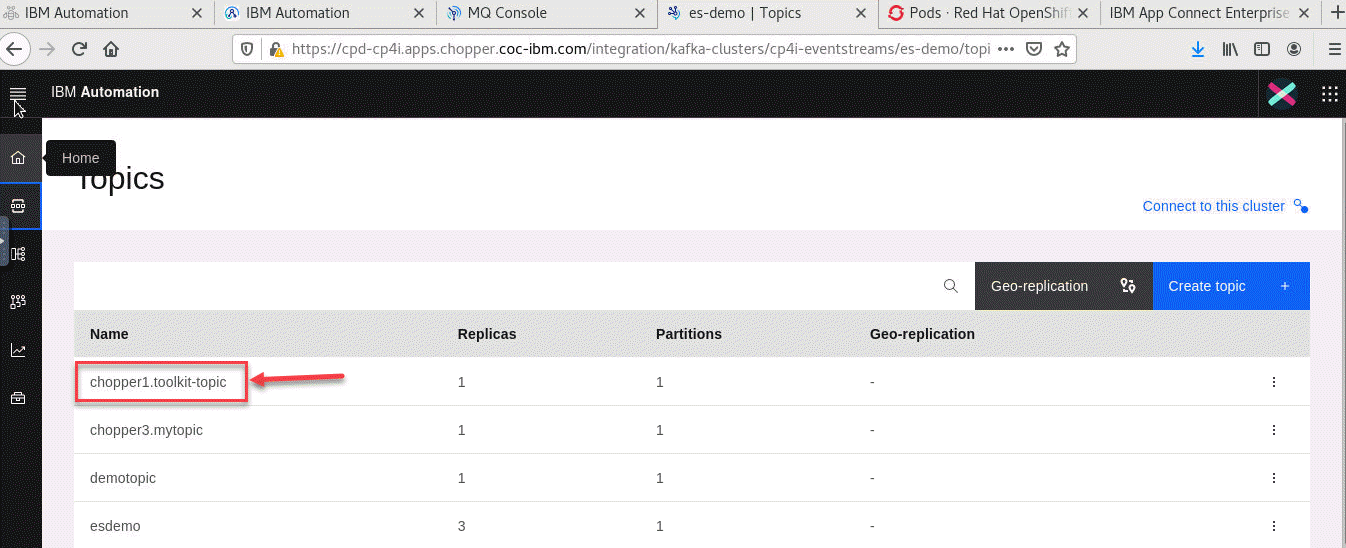 IBM Automation
IBM Automation
MQ Console
es-demo | Topics
Pods · Red Hat OpenShift
IBM App Connect Enterprise
https://cpd-cp4i.apps.chopper.coc-ibm.com/integration/kafka-clusters/cp4i-eventstreams/es-demo/topi
IBM Automation
Home
Topics
Connect to this cluster
Geo-replication
Create topic +
Name Replicas Partitions Geo-replication
chopper1.toolkit-topic 1 1 -
chopper3.mytopic 1 1 -
demotopic 1 1 -
esdemo 3 1 -